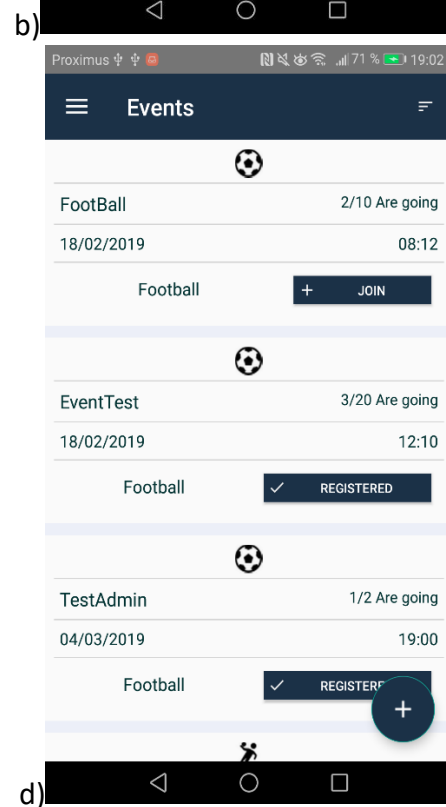 b)
Proximus 71 % 19:02
Events
FootBall 2/10 Are going
18/02/2019 08:12
Football + JOIN
EventTest 3/20 Are going
18/02/2019 12:10
Football REGISTERED
TestAdmin 1/2 Are going
04/03/2019 19:00
Football REGISTER
+
d)